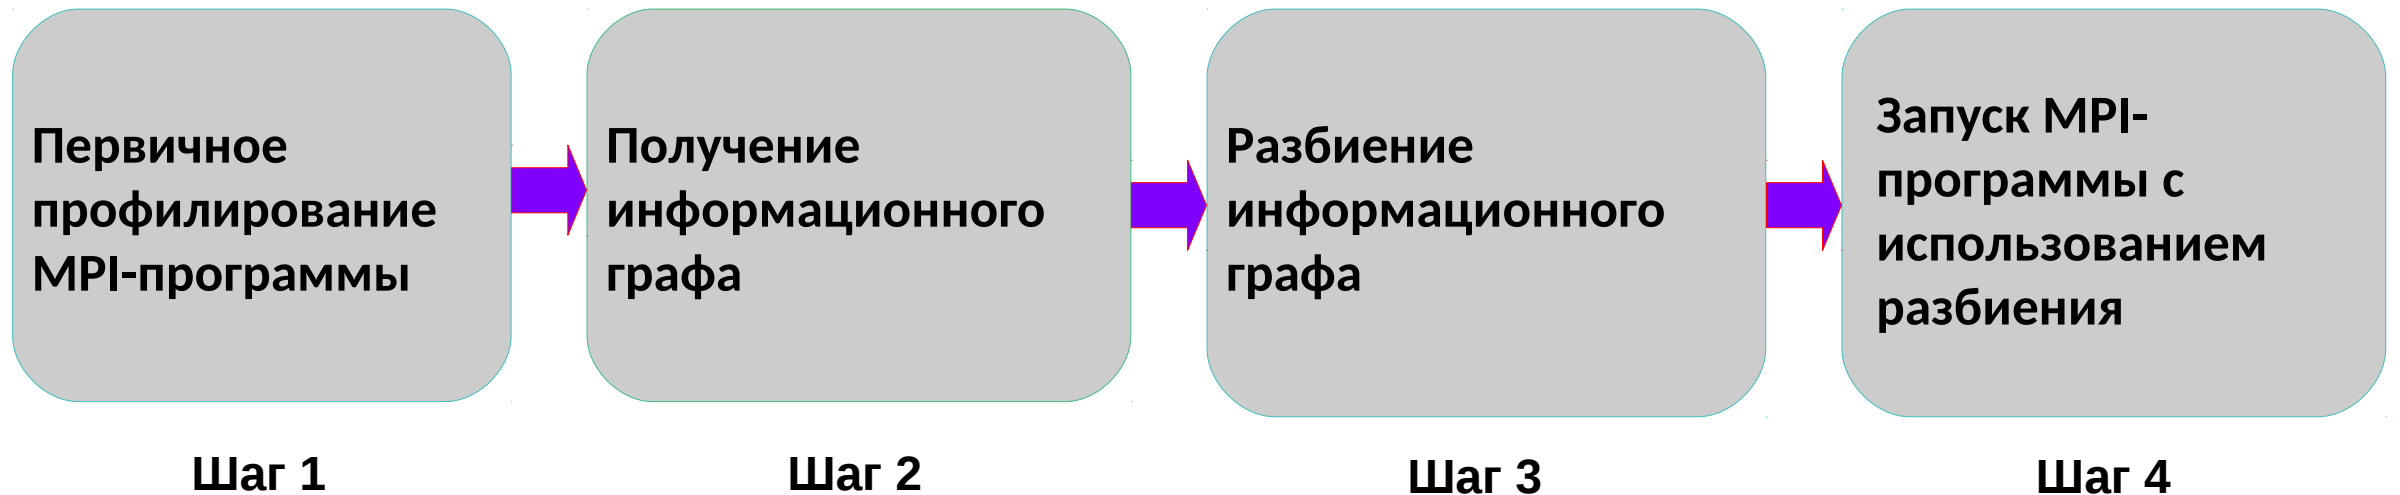 Первичное
профилирование
MPI-программы
Получение
информационного
графа
Разбиение
информационного
графа
Запуск MPI-
программы с
использованием
разбиения
Шаг 1
Шаг 2
Шаг 3
Шаг 4